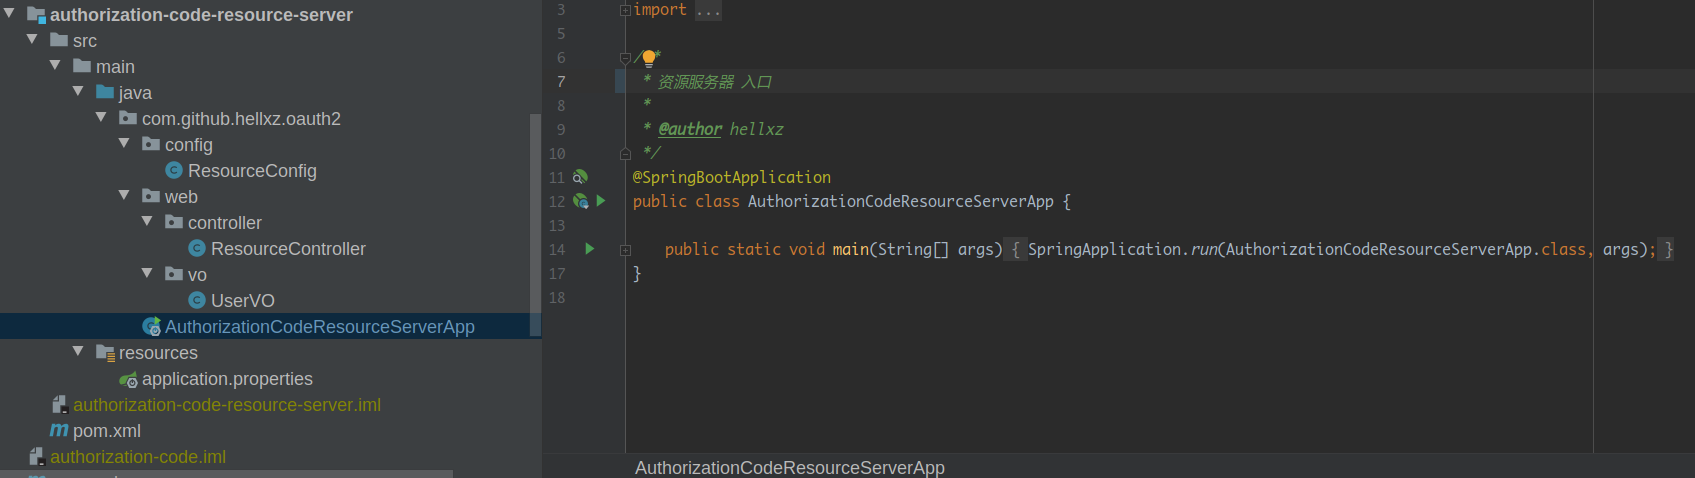 authorization-code-resource-server
src
main
java
com.github.hellxz.oauth2
config
ResourceConfig
web
controller
ResourceController
vo
UserVO
AuthorizationCodeResourceServerApp
resources
application.properties
authorization-code-resource-server.iml
pom.xml
authorization-code.iml
3 import ...
5
6
7 * 资源服务器 入口
8 *
9 * @author hellxz
10 */
11 @SpringBootApplication
12 public class AuthorizationCodeResourceServerApp {
13
14 public static void main(String[] args) { SpringApplication.run(AuthorizationCodeResourceServerApp.class, args); }
17 }
18
AuthorizationCodeResourceServerApp